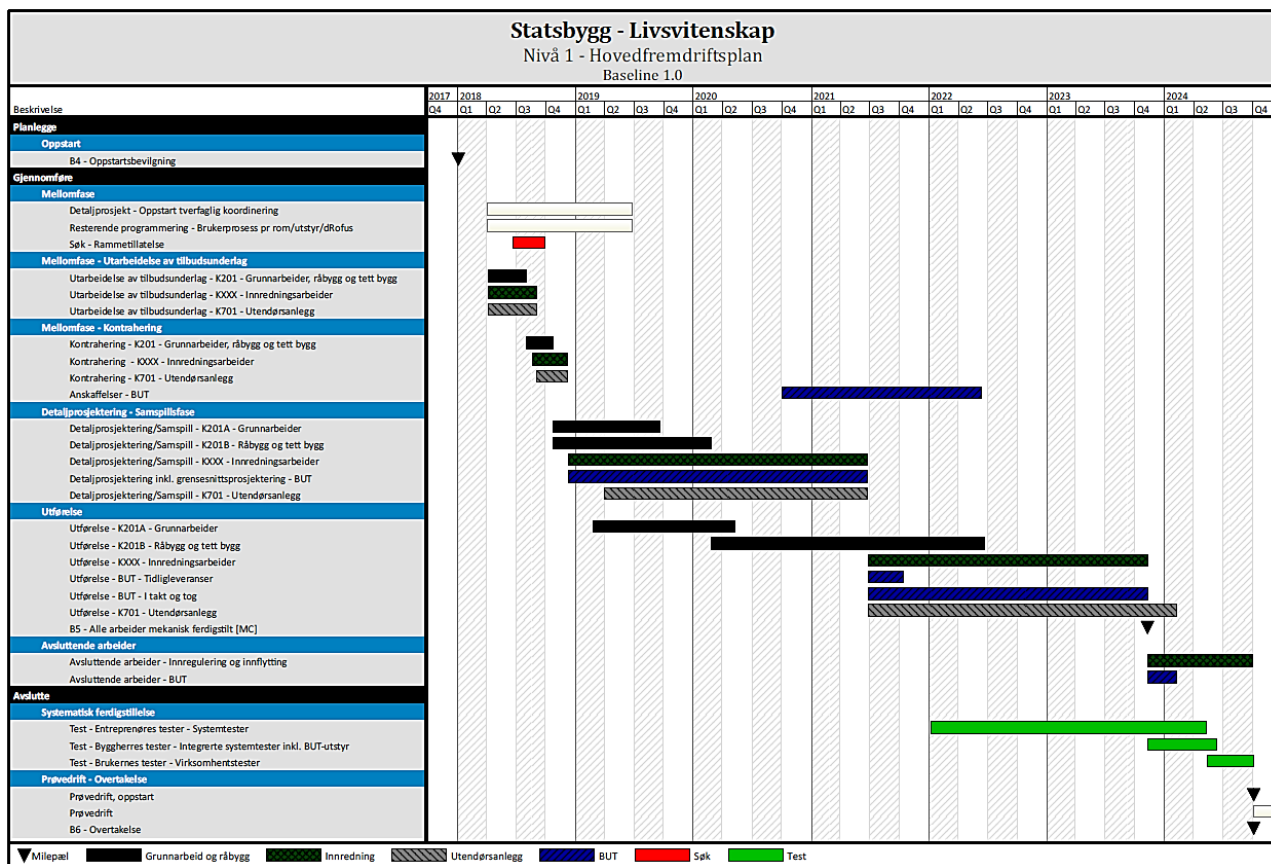 Statsbygg - Livsvitenskap
Nivå 1 - Hovedfremdriftsplan
Baseline 1.0
2017 2018 2019 2020 2021 2022 2023 2024
Beskrivelse Q4 Q1 Q2 Q3 Q4 Q1 Q2 Q3 Q4 Q1 Q2 Q3 Q4 Q1 Q2 Q3 Q4 Q1 Q2 Q3 Q4 Q1 Q2 Q3 Q4 Q1 Q2 Q3 Q4
Planlegge
Oppstart
B4 - Oppstartsbevilgning
Gjennomføre
Mellomfase
Detaljprosjekt - Oppstart tverfaglig koordinering
Resterende programmering - Brukerprosess pr rom/utstyr/dRofus
Søk - Rammetillatelse
Mellomfase - Utarbeidelse av tilbudsunderlag
Utarbeidelse av tilbudsunderlag - K201 - Grunnarbeider, råbygg og tett bygg
Utarbeidelse av tilbudsunderlag - KXXX - Innredningsarbeider
Utarbeidelse av tilbudsunderlag - K701 - Utendørsanlegg
Mellomfase - Kontrahering
Kontrahering - K201 - Grunnarbeider, råbygg og tett bygg
Kontrahering - KXXX - Innredningsarbeider
Kontrahering - K701 - Utendørsanlegg
Anskaffelser - BUT
Detaljprosjektering - Samspillsfase
Detaljprosjektering/Samspill - K201A - Grunnarbeider
Detaljprosjektering/Samspill - K201B - Råbygg og tett bygg
Detaljprosjektering/Samspill - KXXX - Innredningsarbeider
Detaljprosjektering inkl. grensesnittsprosjektering - BUT
Detaljprosjektering/Samspill - K701 - Utendørsanlegg
Utførelse
Utførelse - K201A - Grunnarbeider
Utførelse - K201B - Råbygg og tett bygg
Utførelse - KXXX - Innredningsarbeider
Utførelse - BUT - Tidligleveranser
Utførelse - BUT - I takt og tog
Utførelse - K701 - Utendørsanlegg
B5 - Alle arbeider mekanisk ferdigstilt [MC]
Avsluttende arbeider
Avsluttende arbeider - Innregulering og innflytting
Avsluttende arbeider - BUT
Avslutte
Systematisk ferdigstillelse
Test - Entreprenøres tester - Systemtester
Test - Byggherres tester - Integrerte systemtester inkl. BUT-utstyr
Test - Brukernes tester - Virksomhentstester
Prøvedrift - Overtakelse
Prøvedrift, oppstart
Prøvedrift
B6 - Overtakelse
Milepæl Grunnarbeid og råbygg Innredning Utendørsanlegg BUT Søk Test